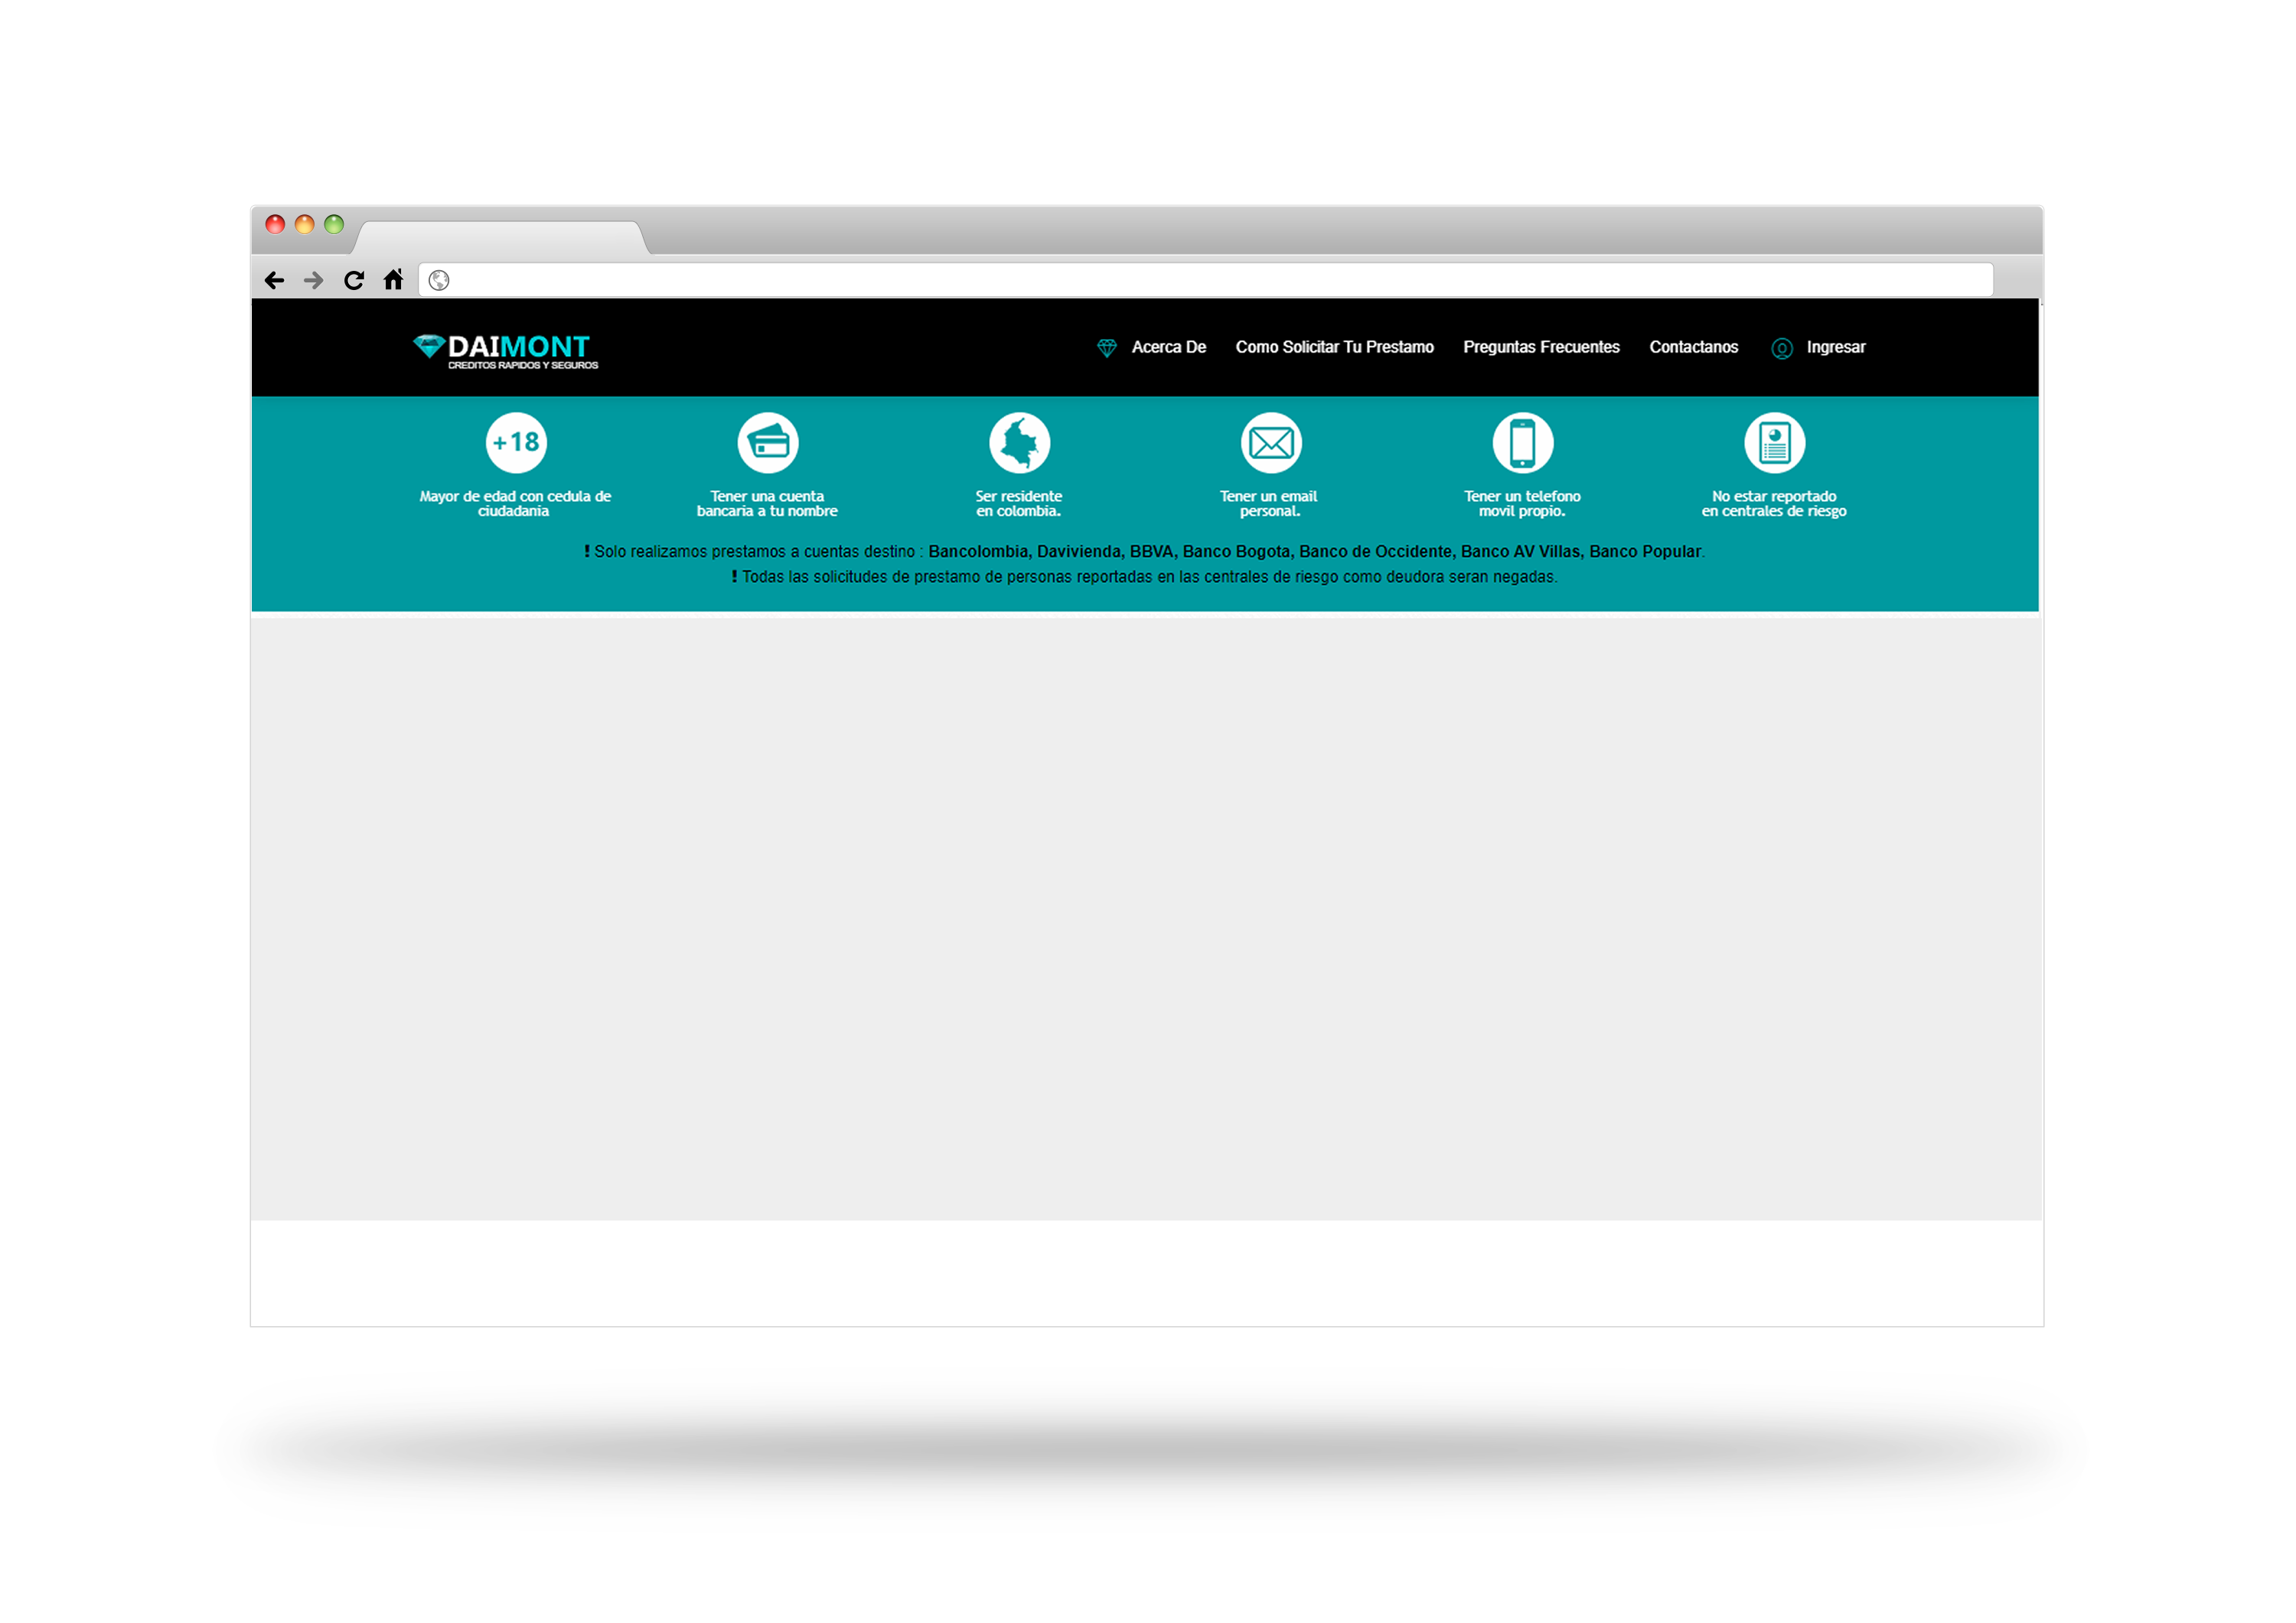 DAIMONT
CREDITOS RAPIDOS Y SEGUROS
Acerca De Como Solicitar Tu Prestamo Preguntas Frecuentes Contactanos Ingresar
+18
Mayor de edad con cedula de
ciudadania
Tener una cuenta
bancaria a tu nombre
Ser residente
en colombia.
Tener un email
personal.
Tener un telefono
movil propio.
No estar reportado
en centrales de riesgo
! Solo realizamos prestamos a cuentas destino : Bancolombia, Davivienda, BBVA, Banco Bogota, Banco de Occidente, Banco AV Villas, Banco Popular.
! Todas las solicitudes de prestamo de personas reportadas en las centrales de riesgo como deudora seran negadas.